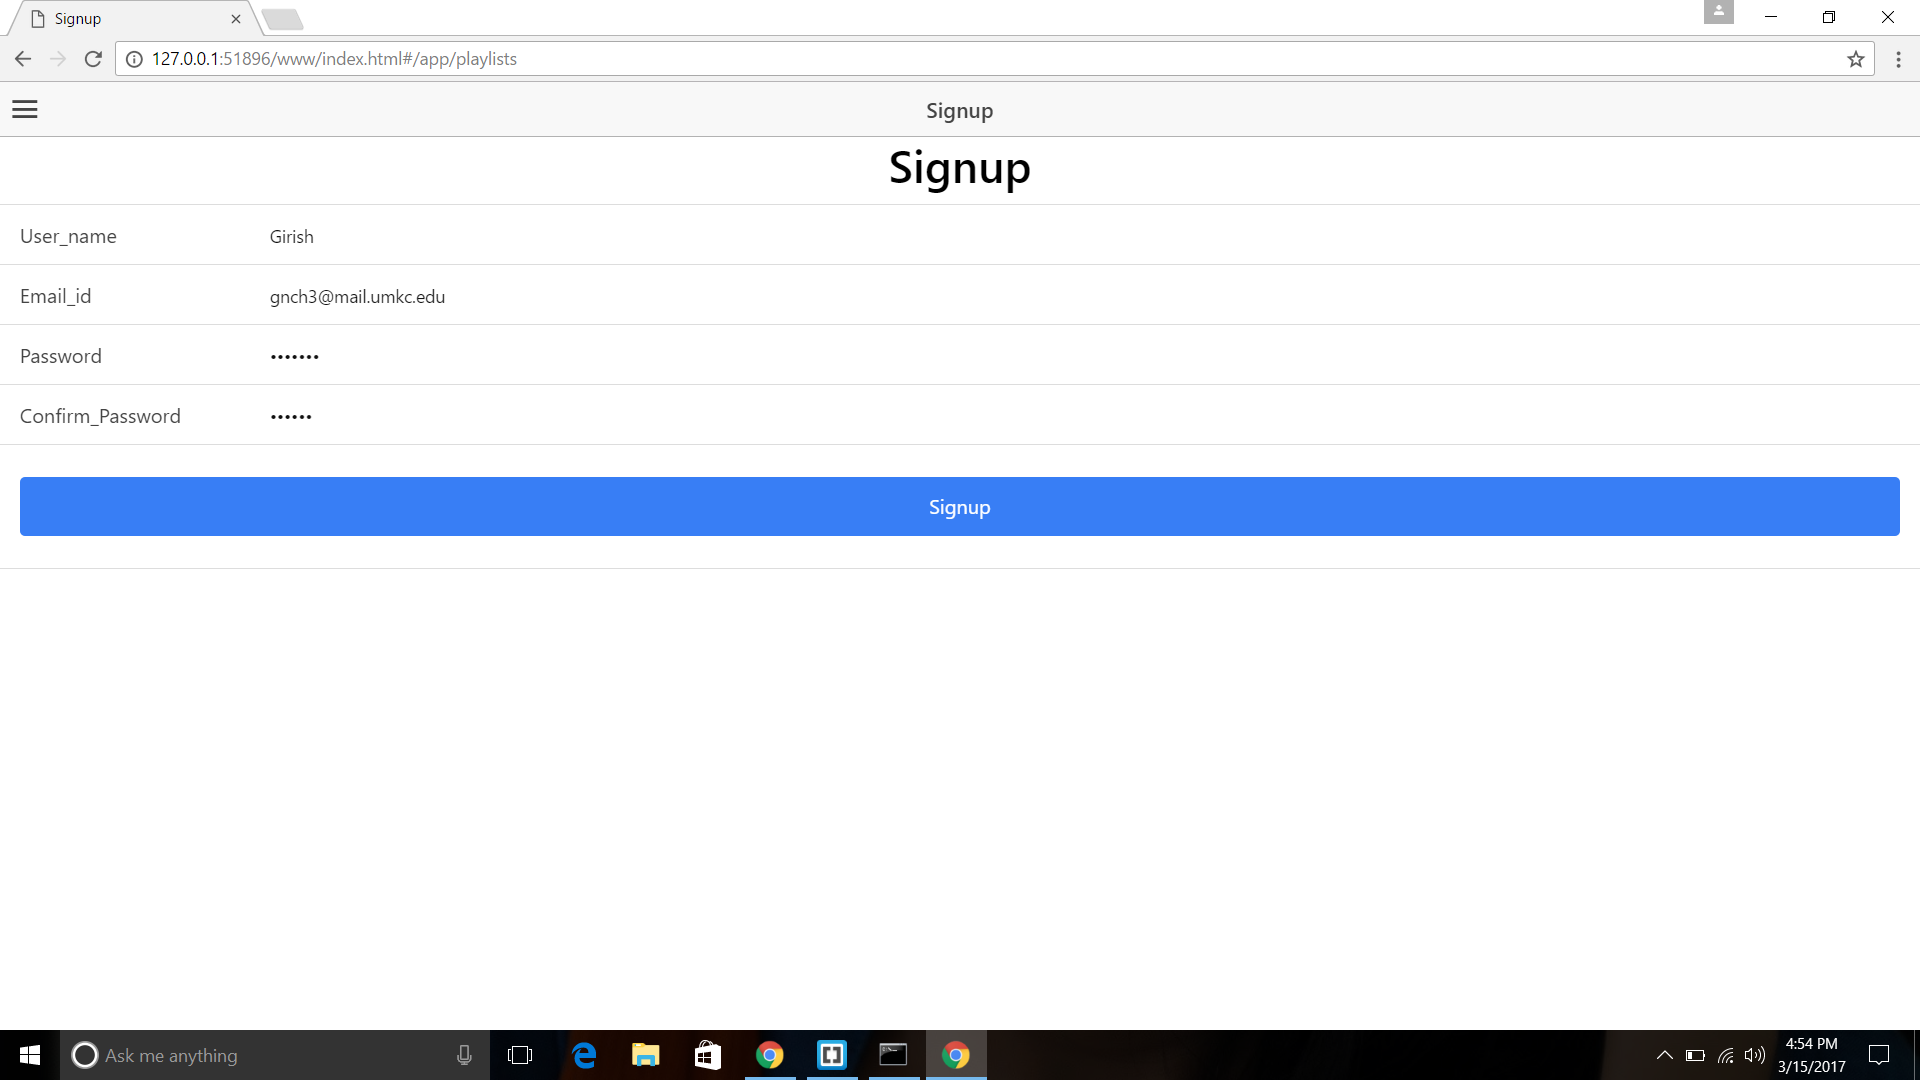 Signup
127.0.0.1:51896/www/index.html#/app/playlists
Signup
Signup
User_name Girish
Email_id gnch3@mail.umkc.edu
Password •••••••
Confirm_Password ••••••
Signup
Ask me anything
4:54 PM
3/15/2017